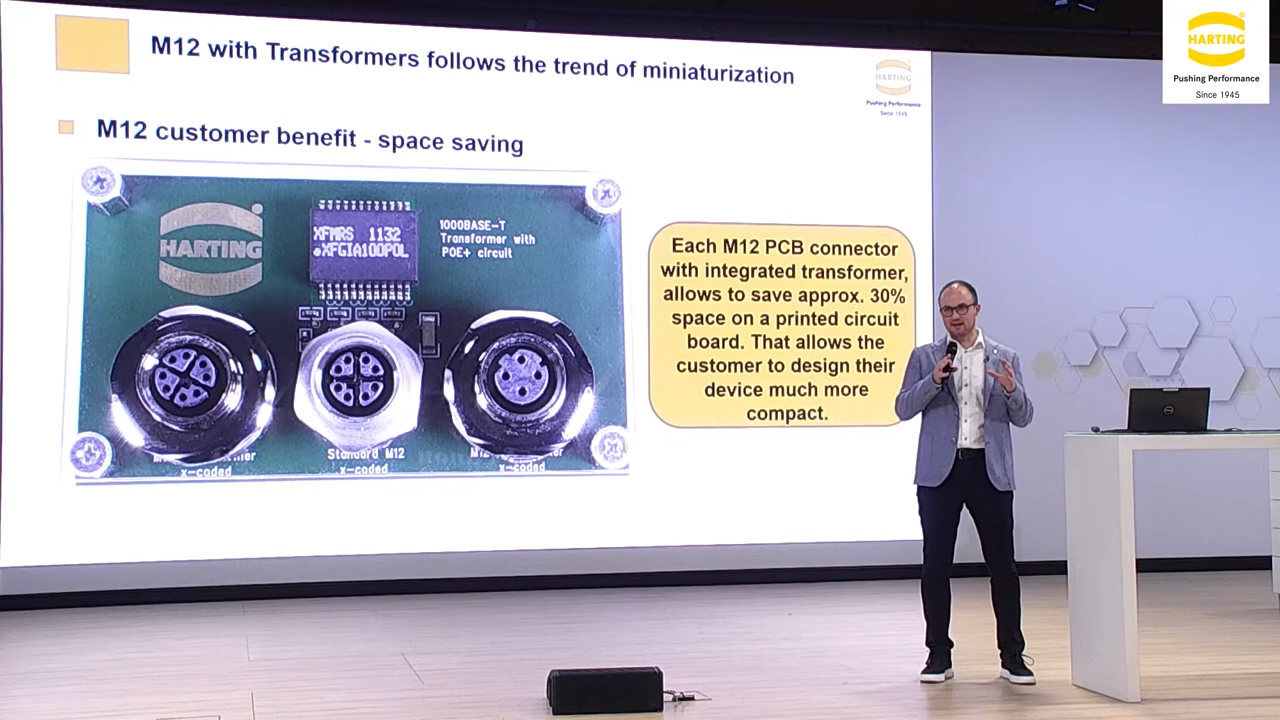 M12 with Transformers follows the trend of miniaturization
HARTING
Pushing Performance
Since 1945
HARTING
Pushing Performance
Since 1945
M12 customer benefit - space saving
HARTING
XFMRS 1132
XFGIA100POL
1000BASE-T
Transformer with
POE+ circuit
Each M12 PCB connector
with integrated transformer,
allows to save approx. 30%
space on a printed circuit
board. That allows the
customer to design their
device much more
compact.
Standard M12
x-coded
x-coded
x-coded